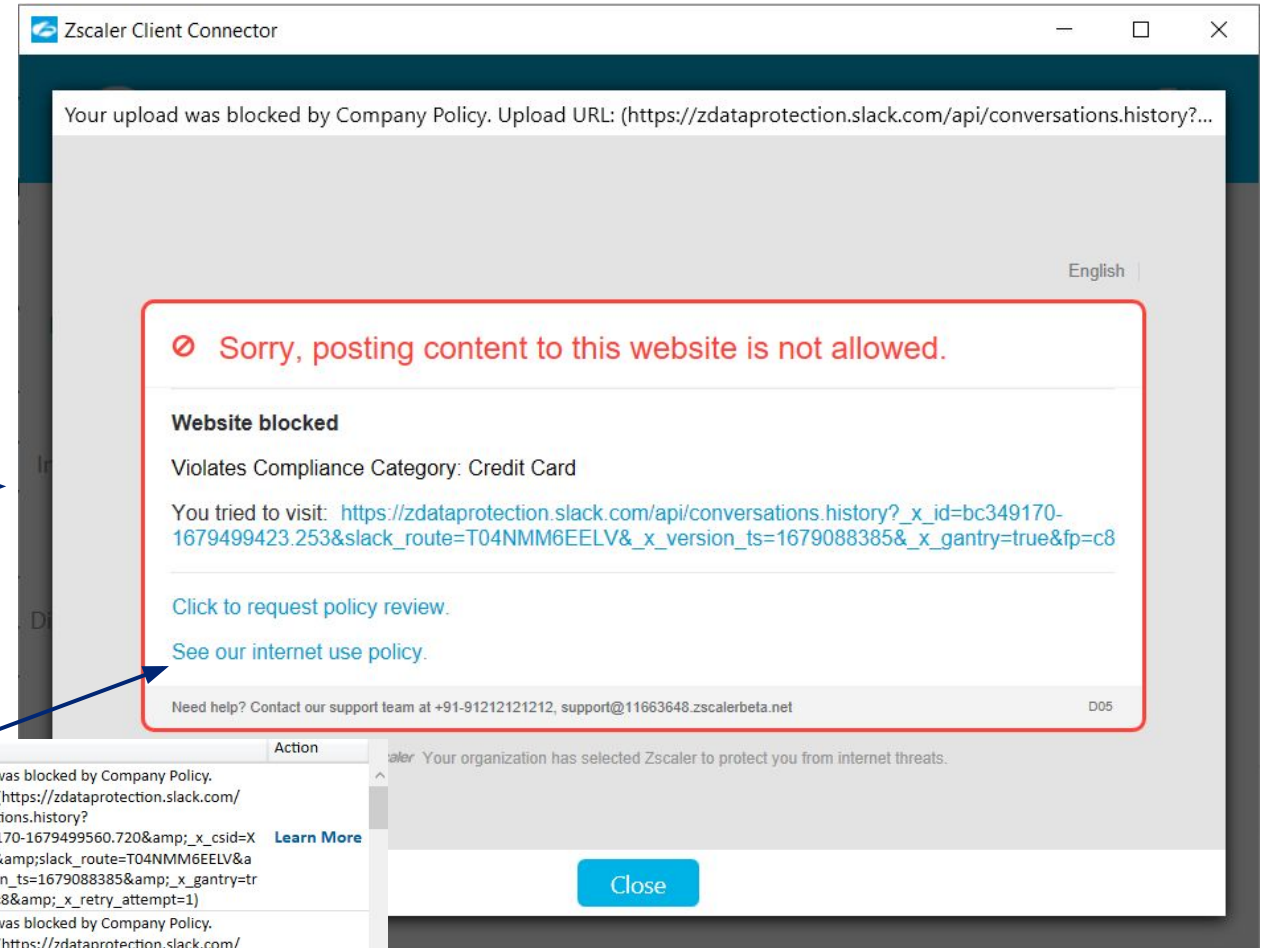 Zscaler Client Connector
Your upload was blocked by Company Policy. Upload URL: (https://zdataprotection.slack.com/api/conversations.history?...
English
Sorry, posting content to this website is not allowed.
Website blocked
Violates Compliance Category: Credit Card
You tried to visit: https://zdataprotection.slack.com/api/conversations.history?_x_id=bc349170-
1679499423.253&slack_route=T04NMM6EELV&_x_version_ts=1679088385&_x_gantry=true&fp=c8
Click to request policy review.
See our internet use policy.
Need help? Contact our support team at +91-91212121212, support@11663648.zscalerbeta.net D05
Your organization has selected Zscaler to protect you from internet threats.
Close
Action
was blocked by Company Policy.
(https://zdataprotection.slack.com/
tions.history?
170-1679499560.720&amp;_x_csid=X Learn More
&amp;slack_route=T04NMM6EELV&a
n_ts=1679088385&amp;_x_gantry=tr
c8&amp;_x_retry_attempt=1)
was blocked by Company Policy.
(https://zdataprotection.slack.com/